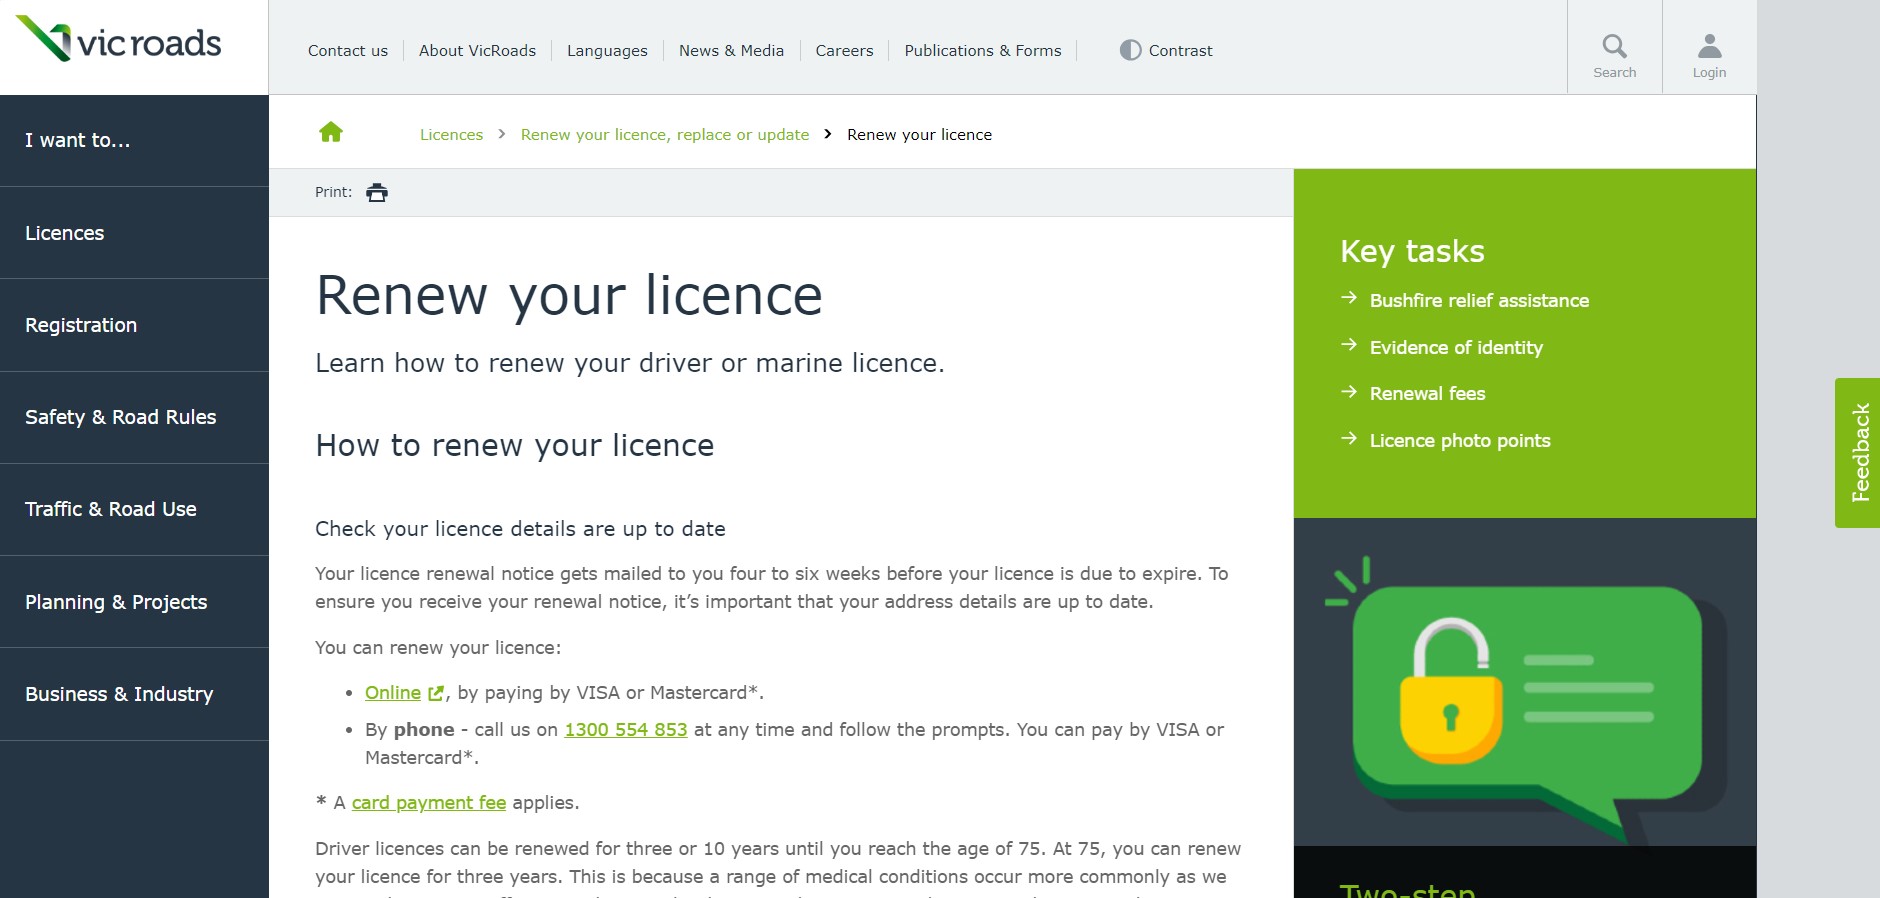 vic roads
Contact us
About VicRoads
Languages
News & Media
Careers
Publications & Forms
Contrast
Search
Login
I want to...
Licences
Registration
Safety & Road Rules
Traffic & Road Use
Planning & Projects
Business & Industry
Licences > Renew your licence, replace or update > Renew your licence
Print:
Renew your licence
Learn how to renew your driver or marine licence.
How to renew your licence
Check your licence details are up to date
Your licence renewal notice gets mailed to you four to six weeks before your licence is due to expire. To
ensure you receive your renewal notice, it’s important that your address details are up to date.
You can renew your licence:
• Online , by paying by VISA or Mastercard*.
• By phone - call us on 1300 554 853 at any time and follow the prompts. You can pay by VISA or
Mastercard*.
* A card payment fee applies.
Driver licences can be renewed for three or 10 years until you reach the age of 75. At 75, you can renew
your licence for three years. This is because a range of medical conditions occur more commonly as we
Key tasks
Bushfire relief assistance
Evidence of identity
Renewal fees
Licence photo points
Two-step
Feedback